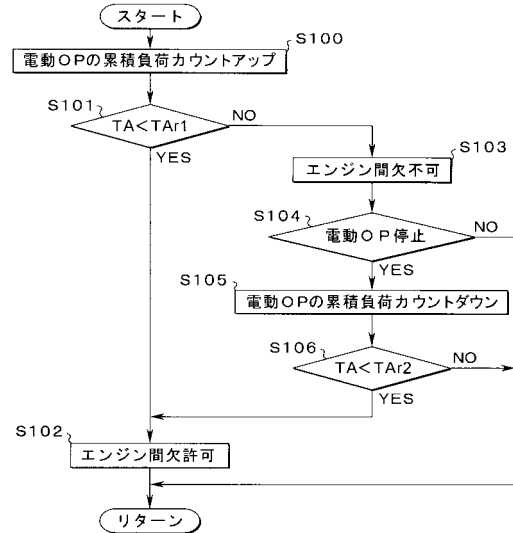 スタート
S100
電動OPの累積負荷カウントアップ
S101
TA<TAr1
NO
YES
S103
エンジン間欠不可
S104
電動OP停止
NO
YES
S105
電動OPの累積負荷カウントダウン
S106
TA<TAr2
NO
YES
S102
エンジン間欠許可
リターン